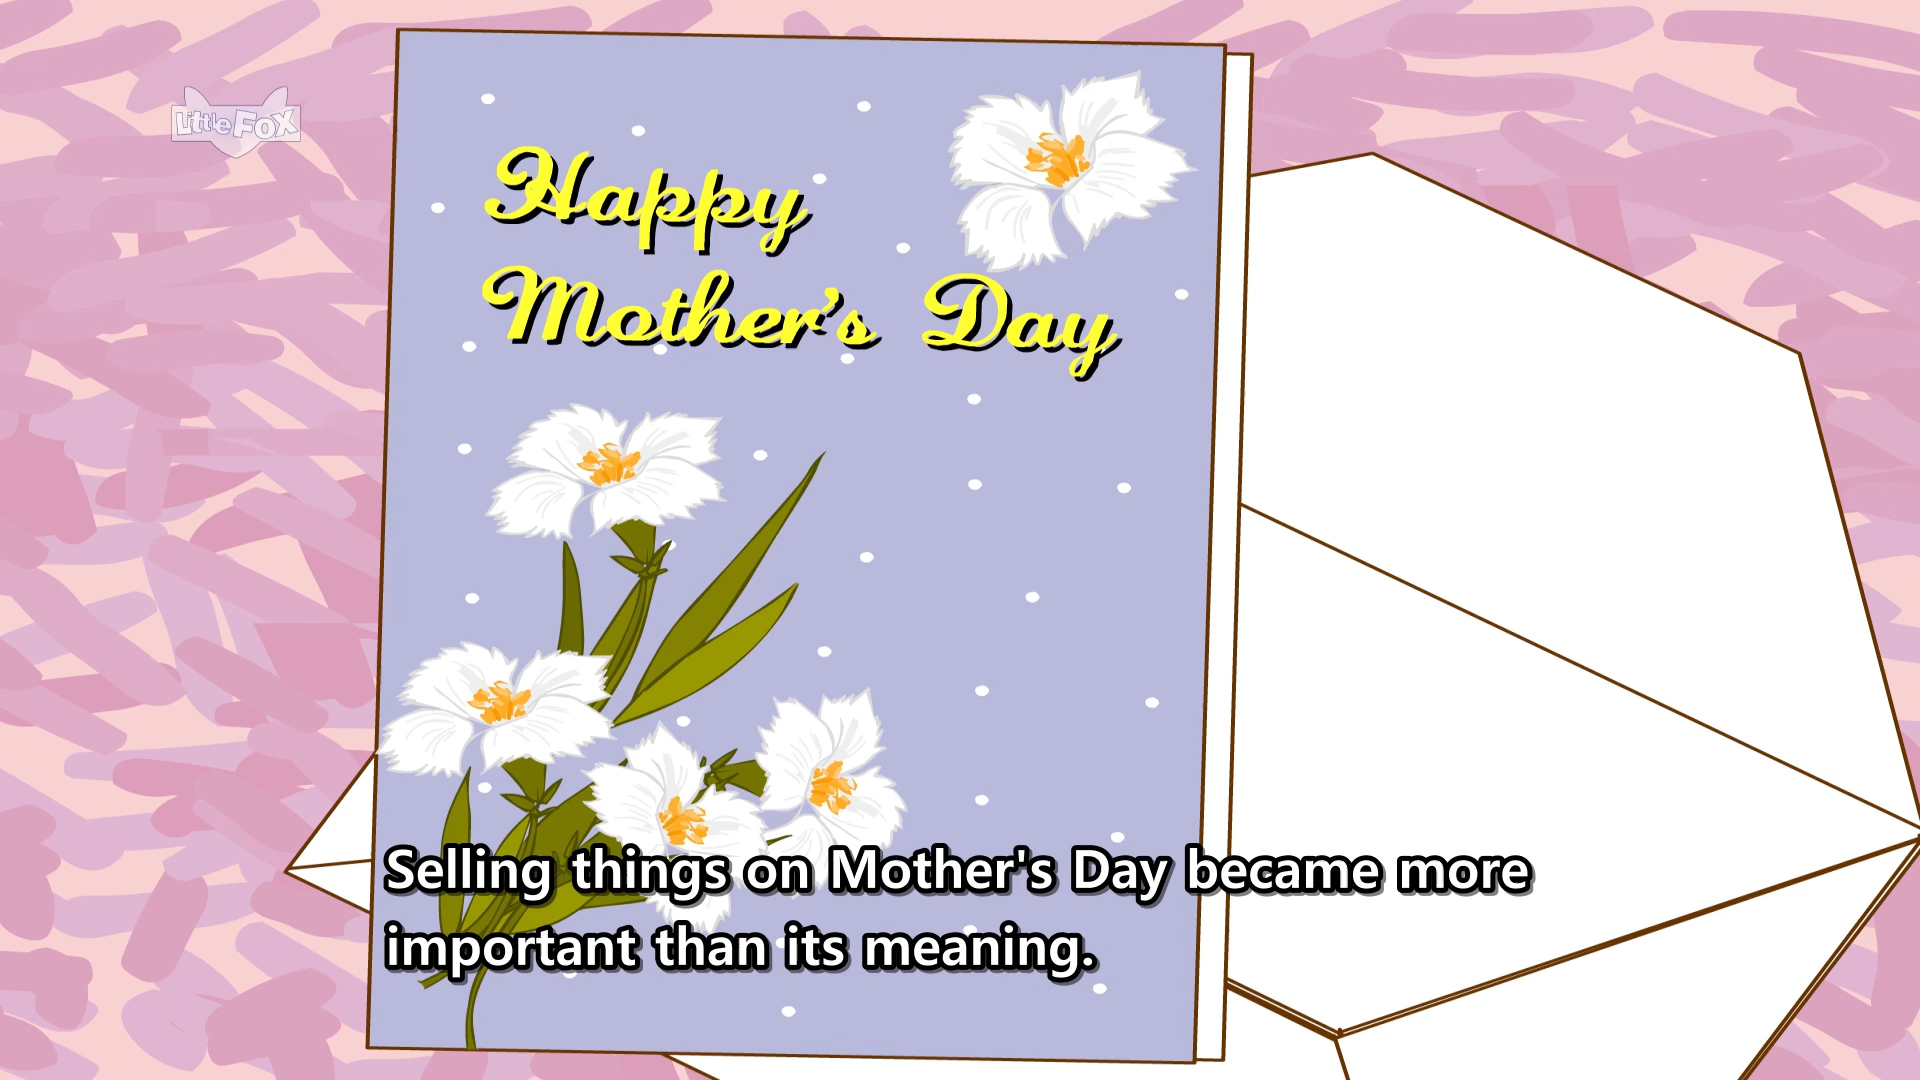 Little Fox
Happy
Mother's Day
Selling things on Mother's Day became more
important than its meaning.